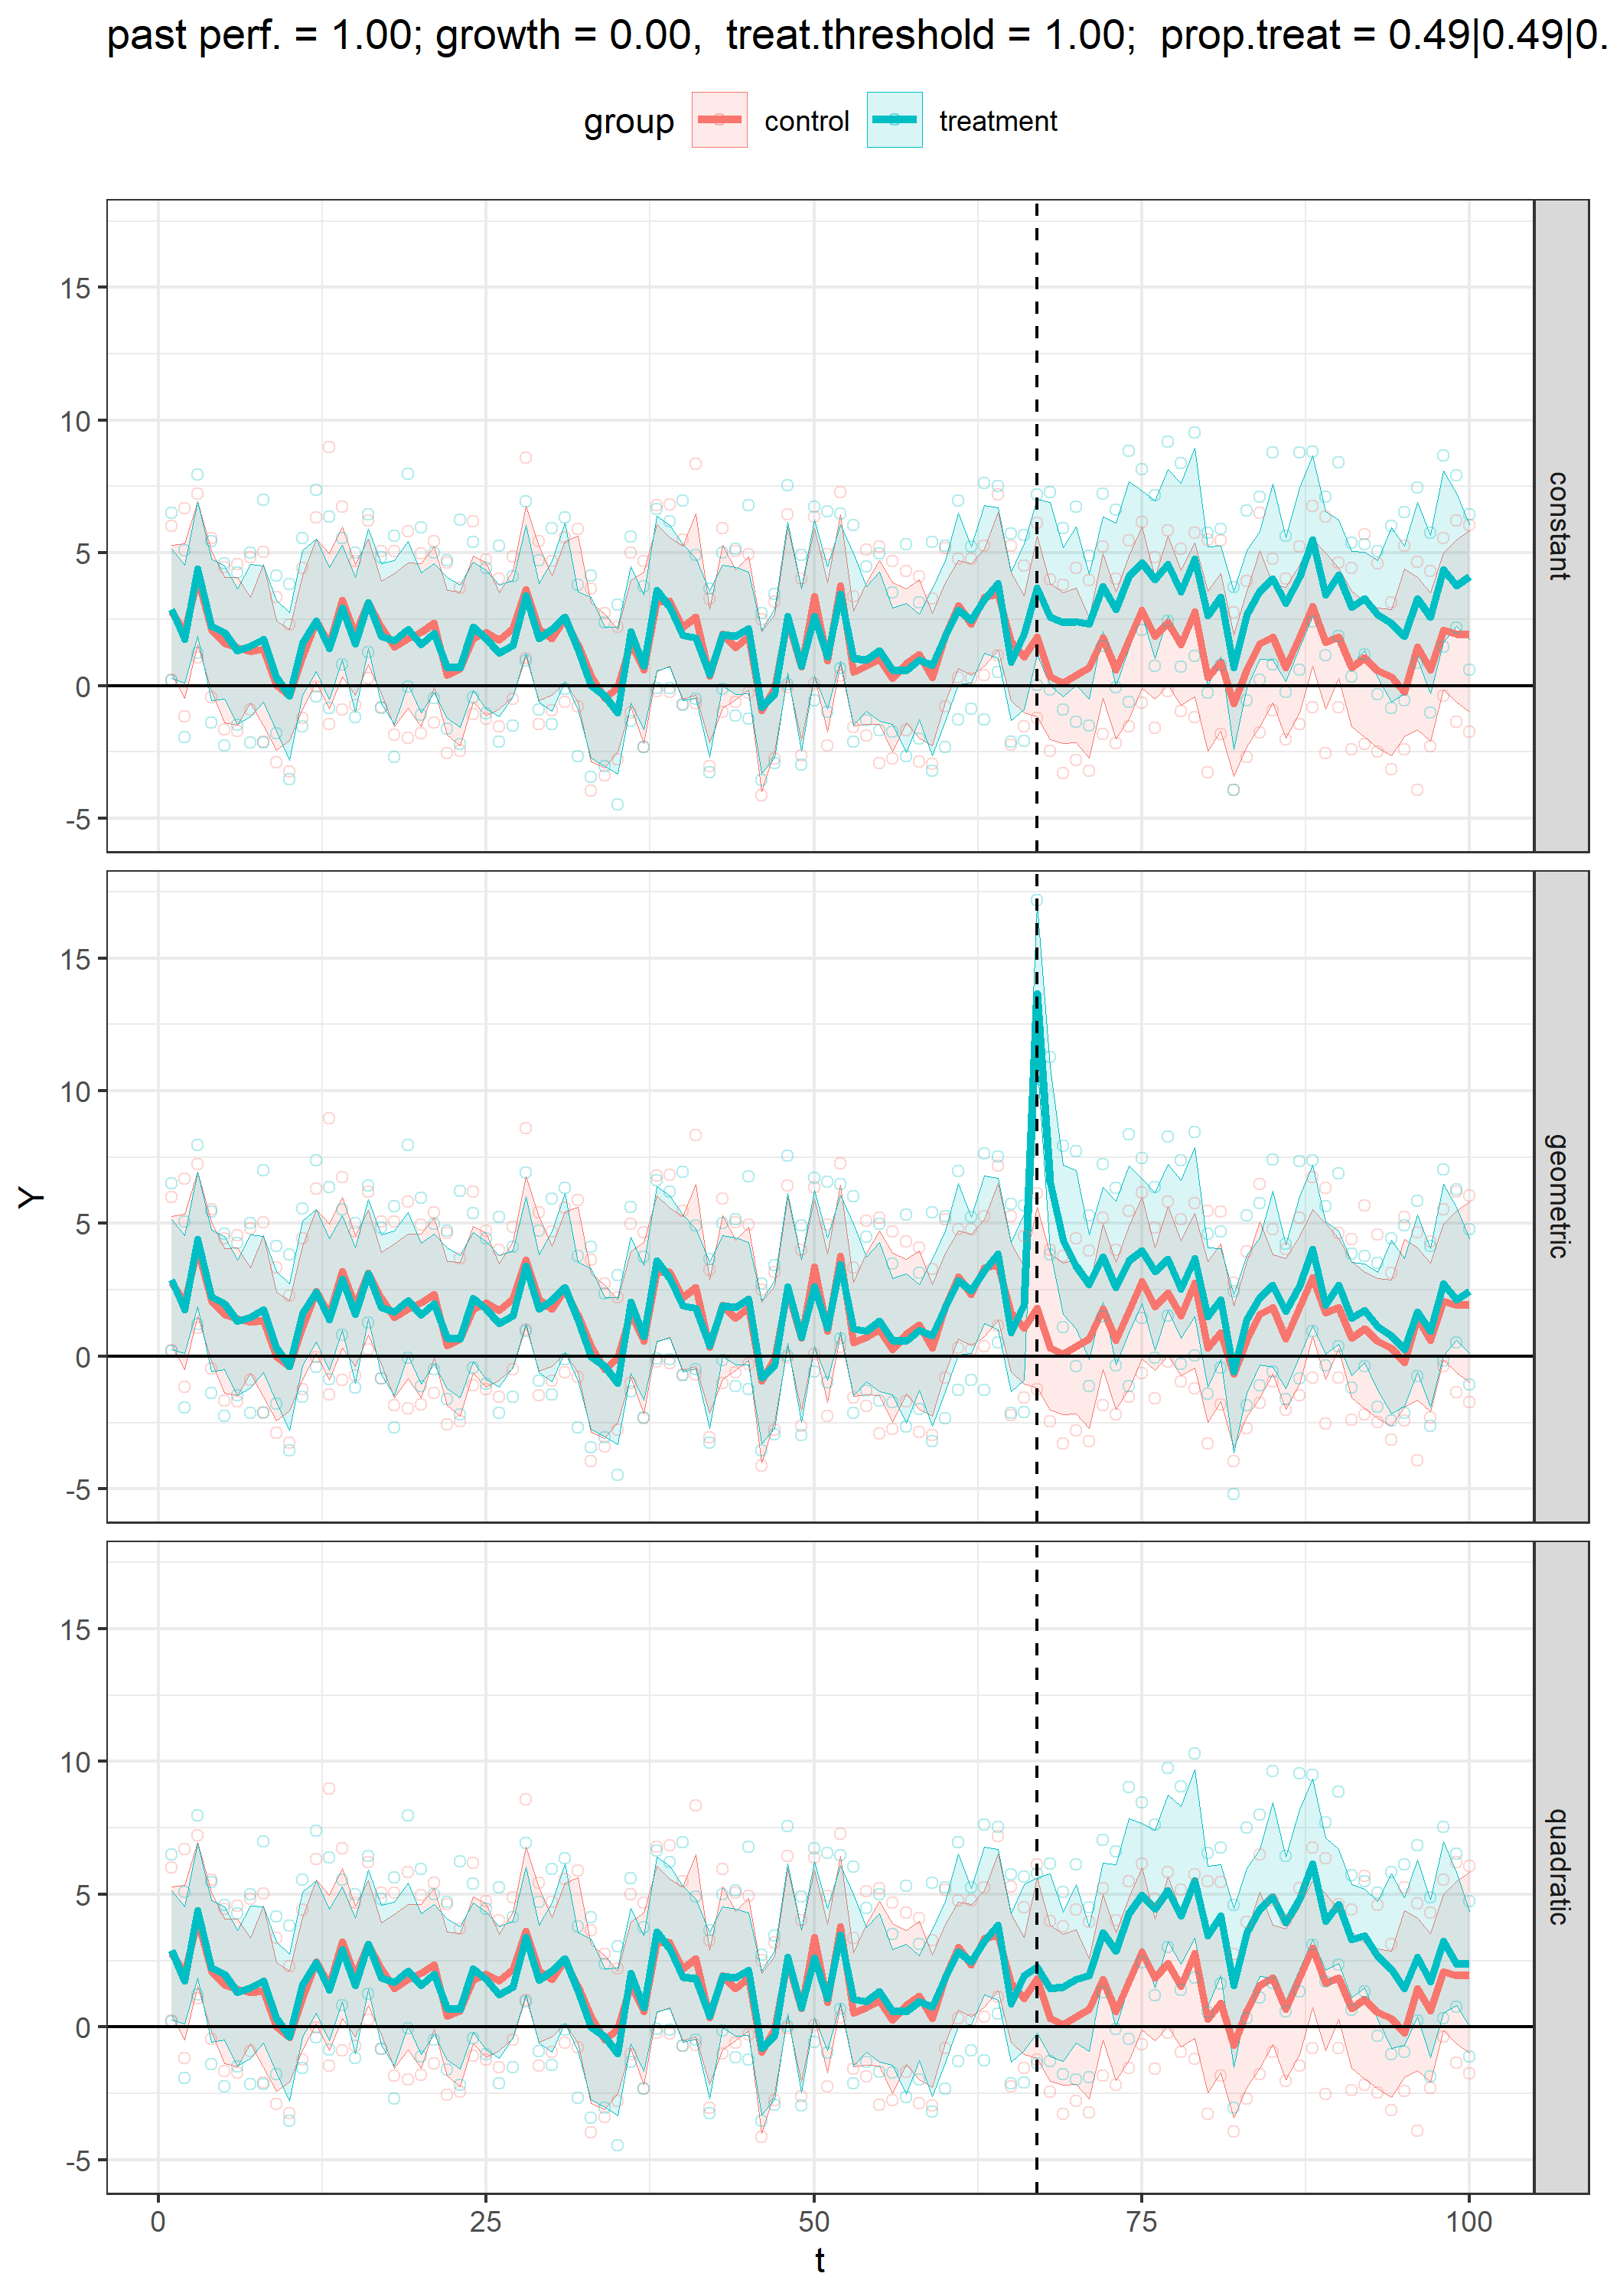 past perf. = 1.00; growth = 0.00,  treat.threshold = 1.00;  prop.treat = 0.49|0.49|0.
group control treatment
15
10
5
0
-5
constant
Y
15
10
5
0
-5
geometric
15
10
5
0
-5
quadratic
0 25 50 75 100
t